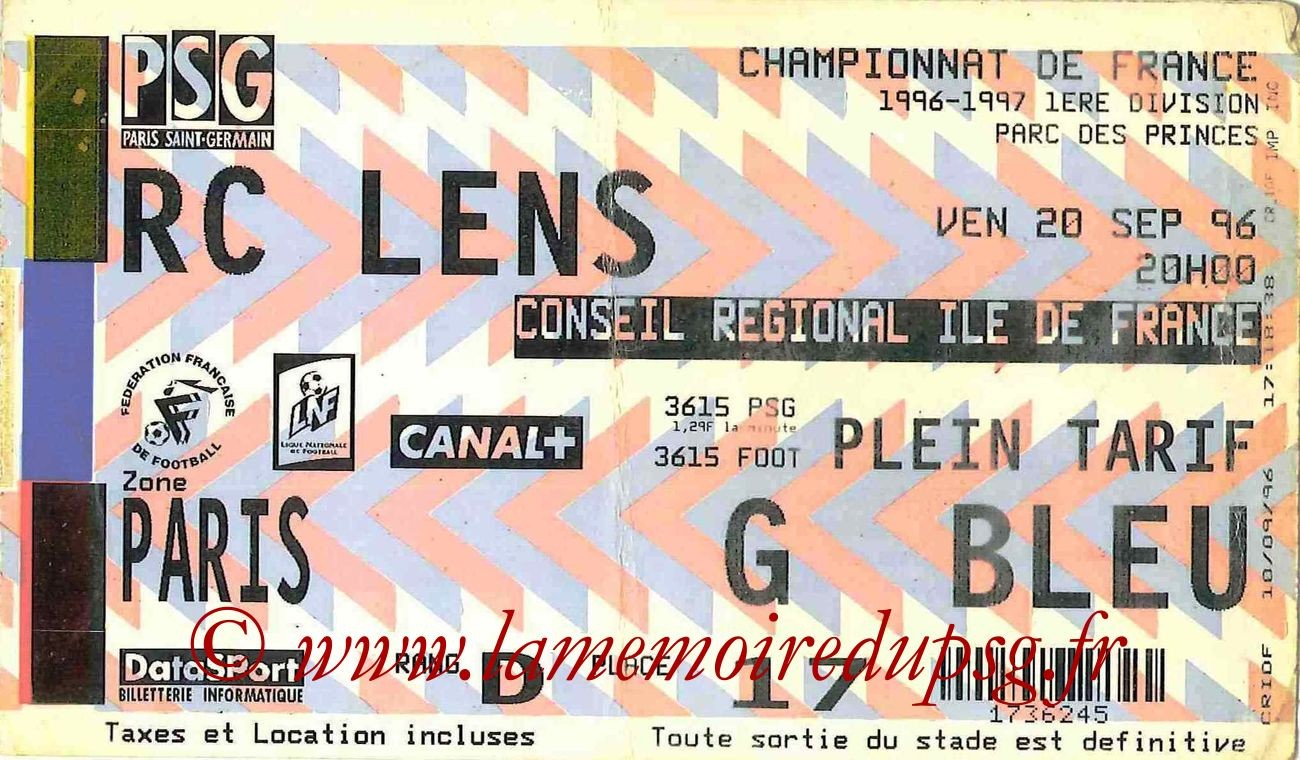 PSG
PARIS SAINT-GERMAIN
CHAMPIONNAT DE FRANCE
1996-1997 1ERE DIVISION
PARC DES PRINCES
RC LENS
VEN 20 SEP 96
20H00
CONSEIL REGIONAL ILE DE FRANCE
FEDERATION FRANCAISE
DE FOOTBALL
LNF
LIGUE NATIONALE
DE FOOTBALL
CANAL+
3615 PSG
1,29F la minute
3615 FOOT
PLEIN TARIF
Zone
PARIS
G BLEU
© www.lamemoiredupsg.fr
DataSport
BILLETTERIE INFORMATIQUE
RANG D PLACE 17
1736245
Taxes et Location incluses
Toute sortie du stade est definitive
CRIDF 10/09/96 17:18:38
IMP INC